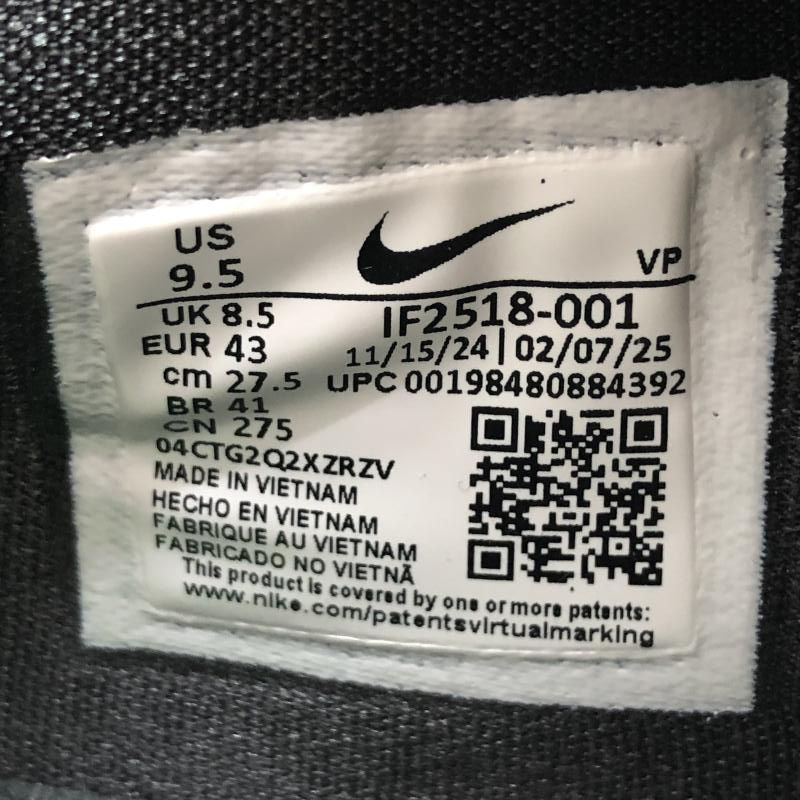 US
9.5
VP
UK 8.5
IF2518-001
EUR 43
11/15/24 | 02/07/25
cm 27.5
UPC 00198480884392
BR 41
CN 275
04CTG2Q2XZRZV
MADE IN VIETNAM
HECHO EN VIETNAM
FABRIQUE AU VIETNAM
FABRICADO NO VIETNÃ
This product is covered by one or more patents:
www.nike.com/patentsvirtualmarking